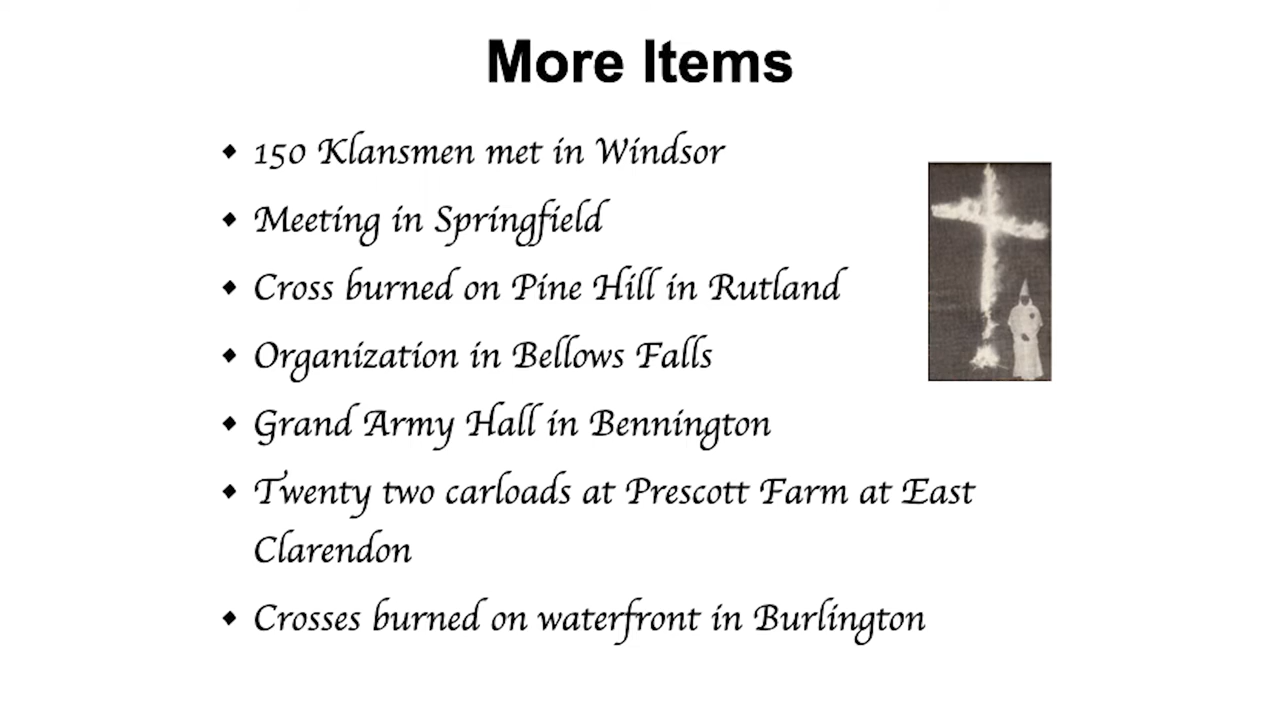 More Items
150 Klansmen met in Windsor
Meeting in Springfield
Cross burned on Pine Hill in Rutland
Organization in Bellows Falls
Grand Army Hall in Bennington
Twenty two carloads at Prescott Farm at East
Clarendon
Crosses burned on waterfront in Burlington